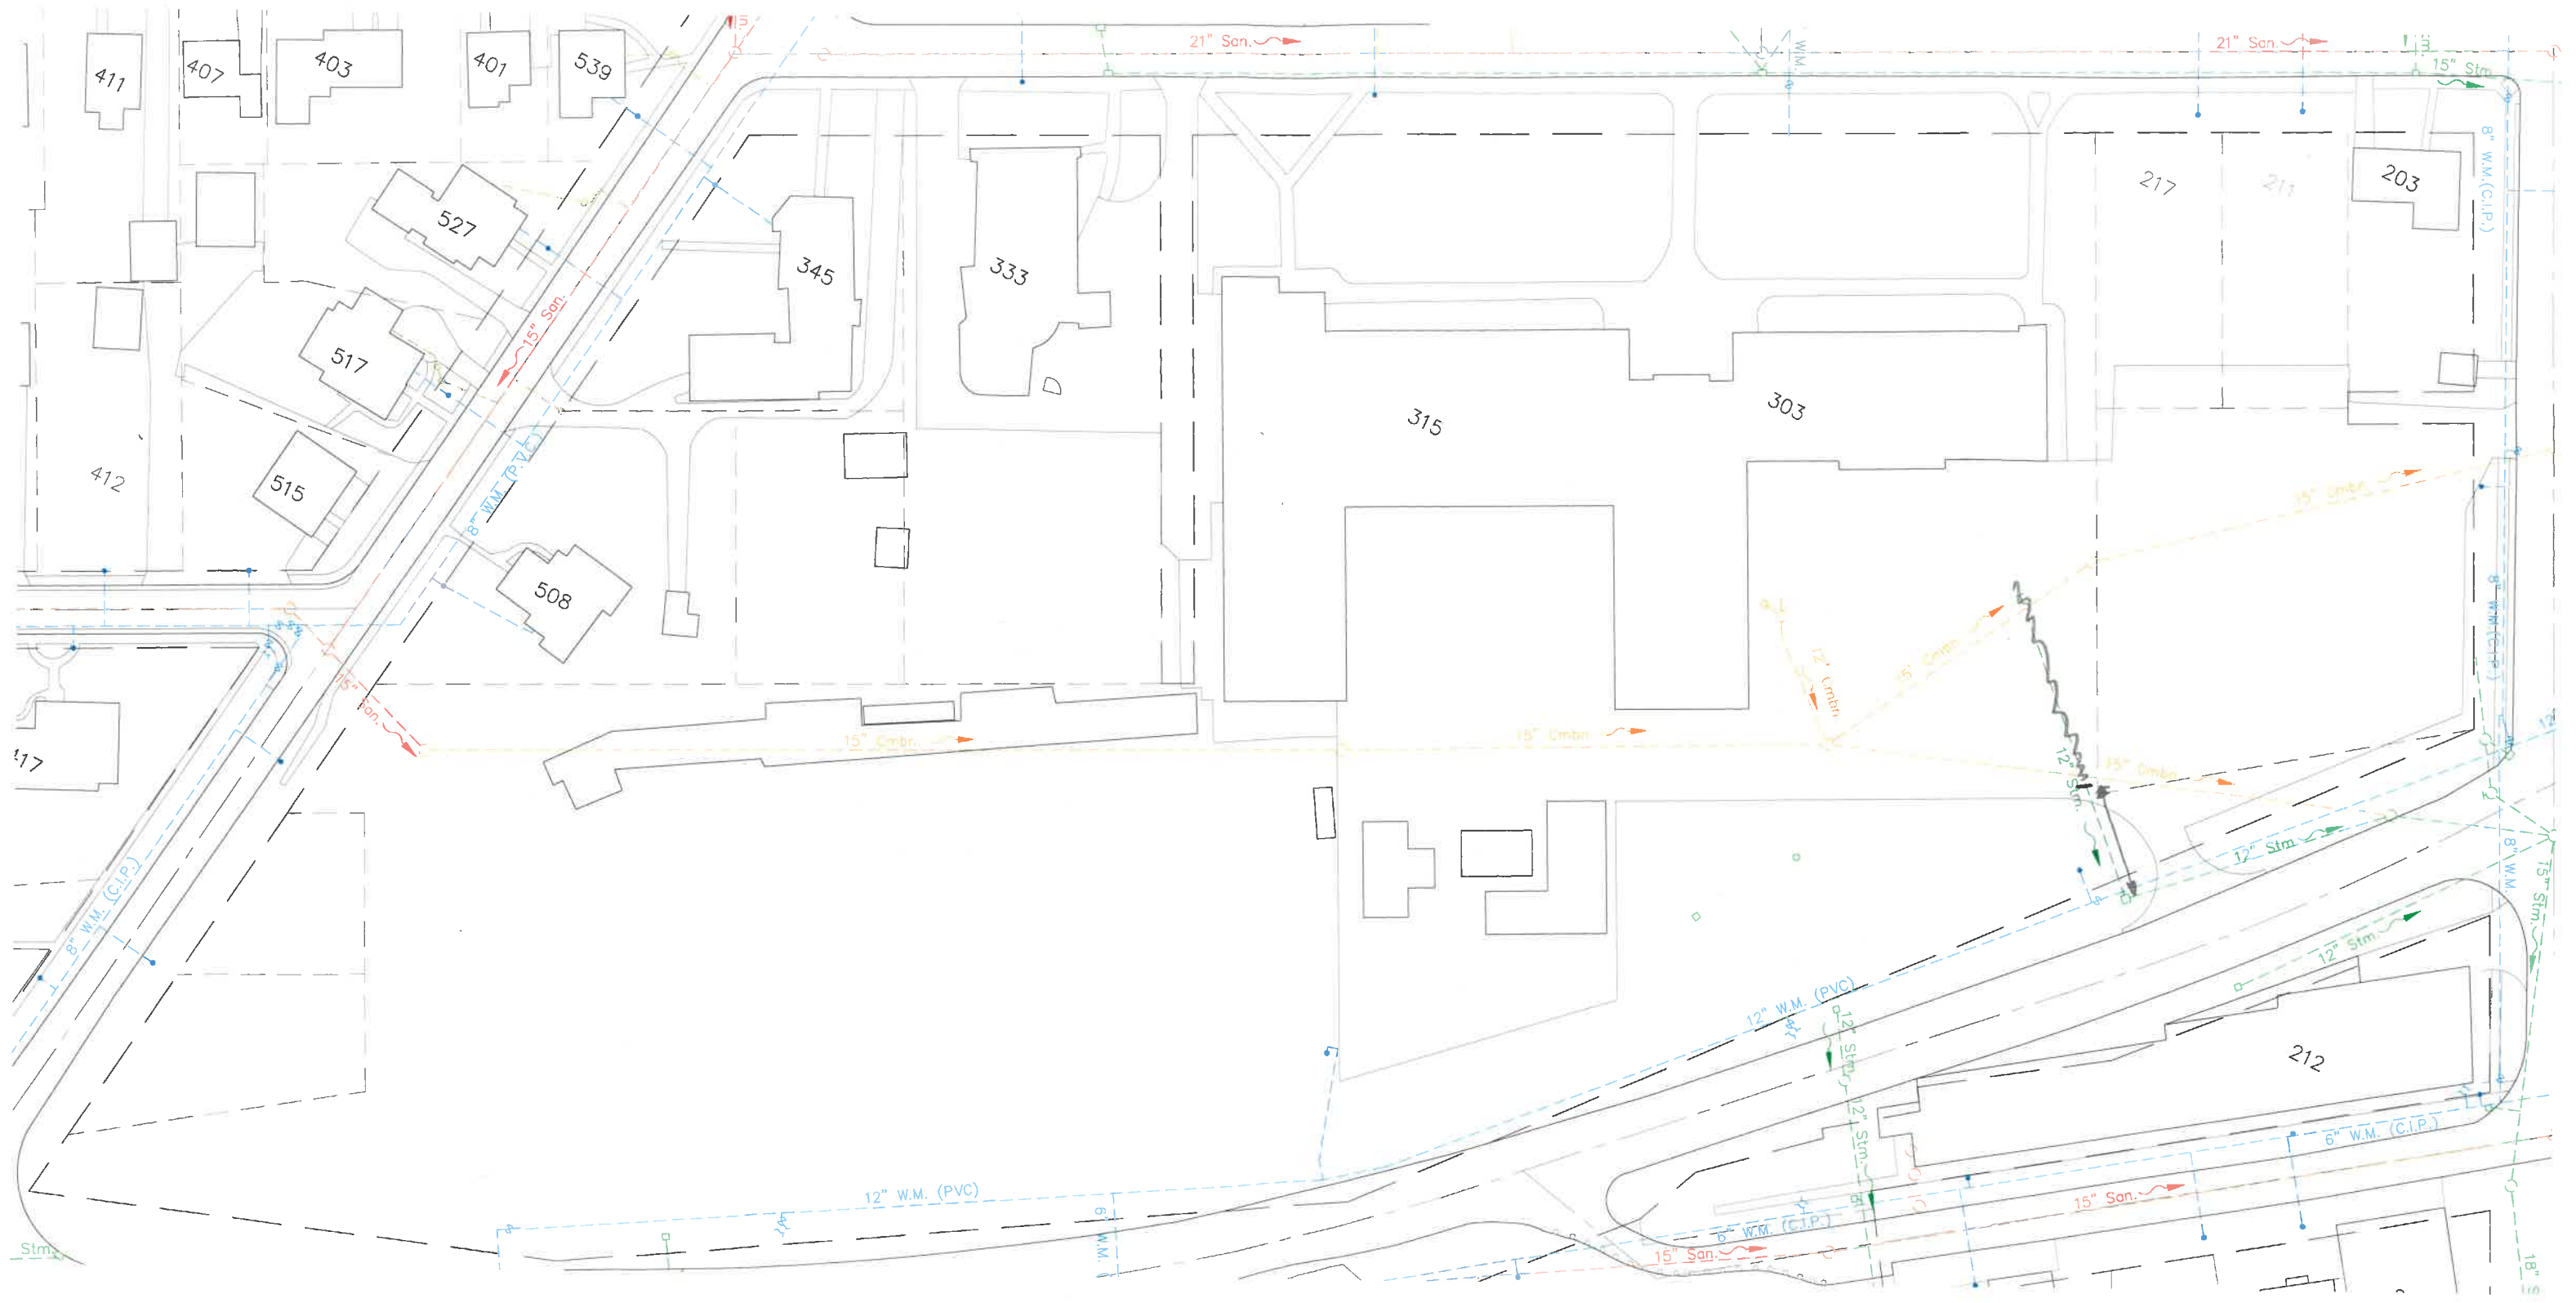 21" San.
21" San.
15" Stm.
W.M.
411
407
403
401
539
8" W.M.(C.I.P.)
217
211
203
527
345
333
15" San.
517
315
303
412
515
8" W.M. (P.V.C)
15" Cmbn.
508
8" W.M.(C.I.P.)
15" Cmbn.
12" Cmbn.
15" San.
15" Cmbn.
15" Cmbn.
12" Stm.
15" Cmbn.
12"
417
8" W.M. (C.I.P.)
12" Stm.
8" W.M.
15" Stm.
12" Stm.
12" W.M. (PVC)
12" Stm.
212
12" Stm.
6" W.M. (C.I.P.)
12" W.M. (PVC)
15" San.
6" W.M.
6" W.M. (C.I.P.)
15" San.
Stm.
18" S